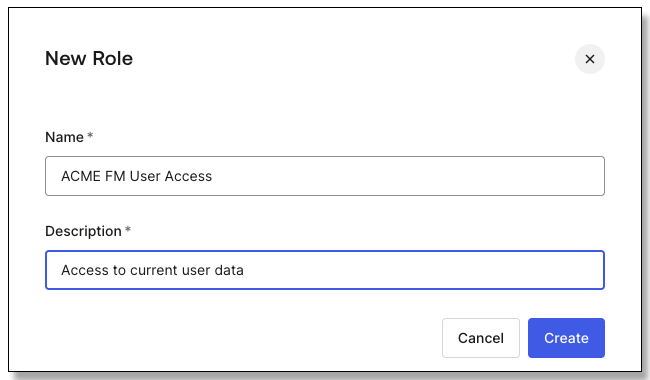 New Role
Name *
ACME FM User Access
Description *
Access to current user data
Cancel Create